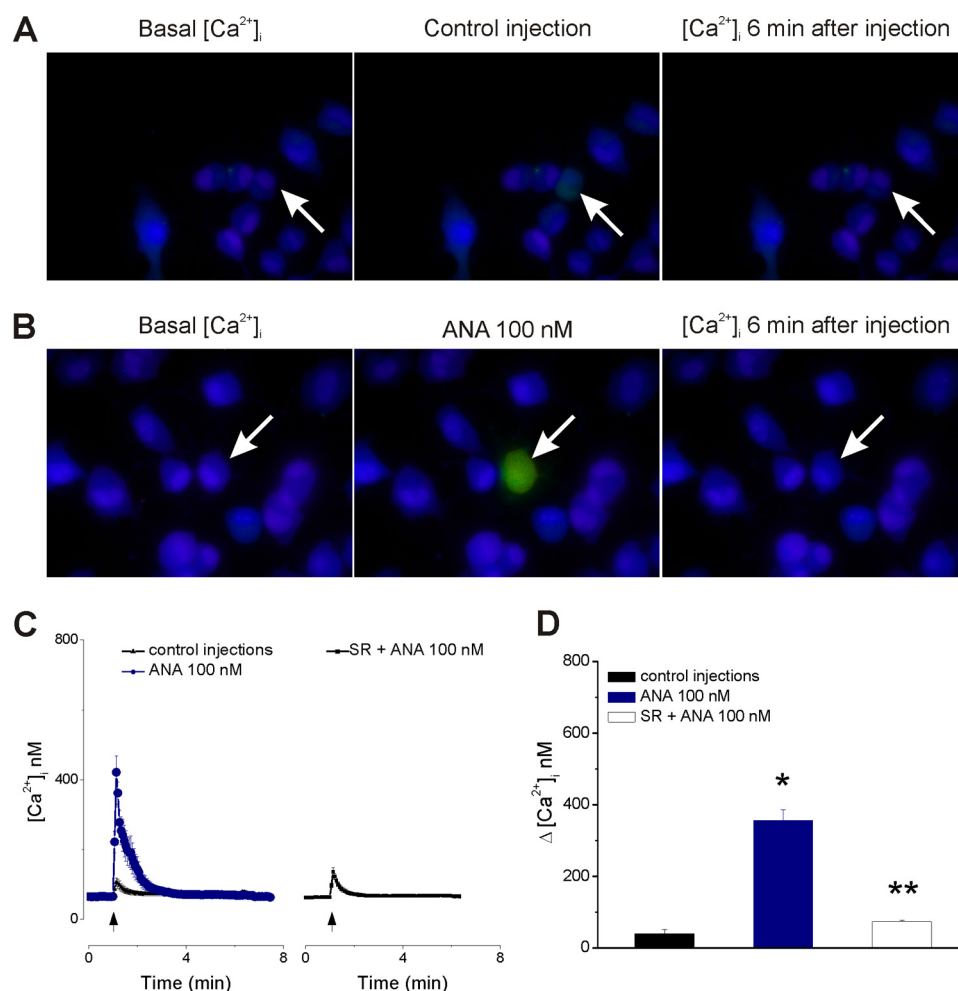 A
Basal [Ca²⁺]ᵢ
Control injection
[Ca²⁺]ᵢ 6 min after injection
B
Basal [Ca²⁺]ᵢ
ANA 100 nM
[Ca²⁺]ᵢ 6 min after injection
C
800
control injections
ANA 100 nM
SR + ANA 100 nM
[Ca²⁺]ᵢ nM
400
0
0 4 8
Time (min)
0 4 8
Time (min)
D
800
control injections
ANA 100 nM
SR + ANA 100 nM
600
Δ [Ca²⁺]ᵢ nM
400
200
0
*
**